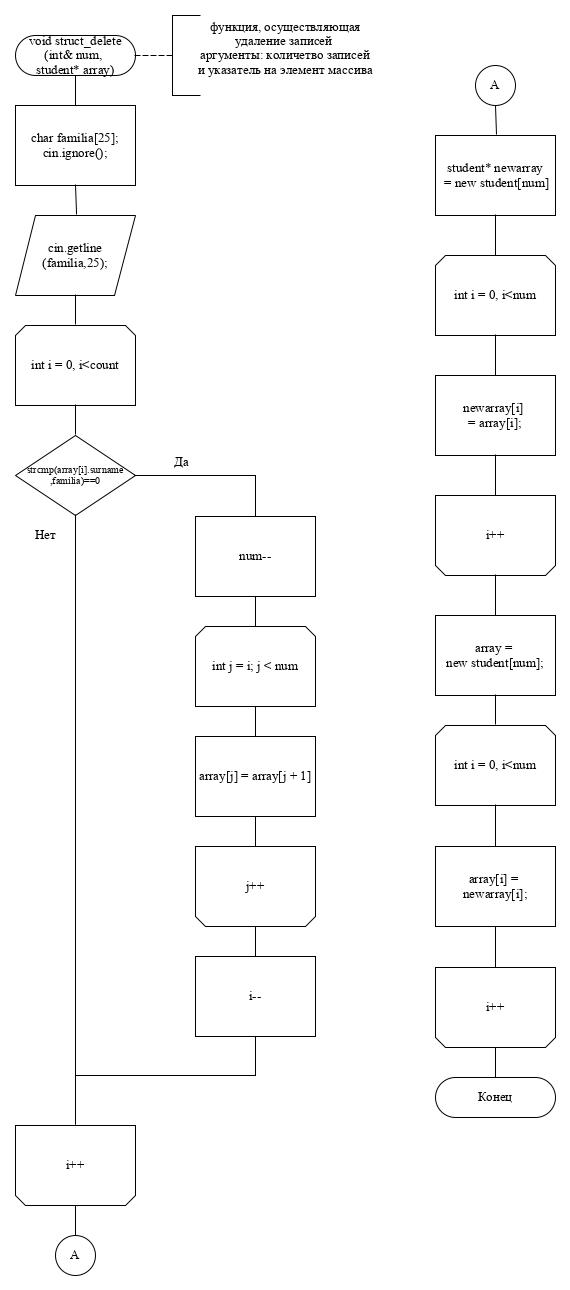 void struct_delete
(int& num,
student* array)
функция, осуществляющая
удаление записей
аргументы: количетво записей
и указатель на элемент массива
char familia[25];
cin.ignore();
cin.getline
(familia,25);
int i = 0, i<count
strcmp(array[i].surname
,familia)==0
Да
Нет
num--
int j = i; j < num
array[j] = array[j + 1]
j++
i--
i++
A
A
student* newarray
= new student[num]
int i = 0, i<num
newarray[i]
= array[i];
i++
array =
new student[num];
int i = 0, i<num
array[i] =
newarray[i];
i++
Конец